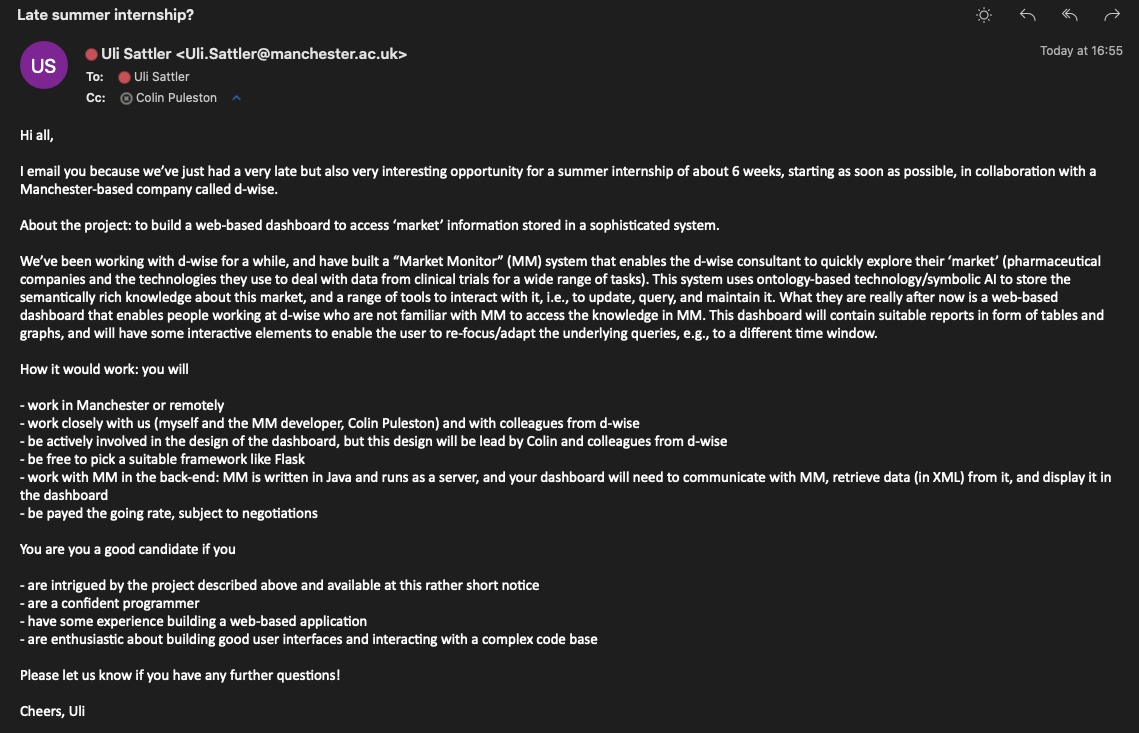 Late summer internship?
US
Uli Sattler <Uli.Sattler@manchester.ac.uk>
Today at 16:55
To: Uli Sattler
Cc: Colin Puleston
Hi all,
I email you because we've just had a very late but also very interesting opportunity for a summer internship of about 6 weeks, starting as soon as possible, in collaboration with a
Manchester-based company called d-wise.
About the project: to build a web-based dashboard to access 'market' information stored in a sophisticated system.
We've been working with d-wise for a while, and have built a “Market Monitor” (MM) system that enables the d-wise consultant to quickly explore their 'market' (pharmaceutical
companies and the technologies they use to deal with data from clinical trials for a wide range of tasks). This system uses ontology-based technology/symbolic AI to store the
semantically rich knowledge about this market, and a range of tools to interact with it, i.e., to update, query, and maintain it. What they are really after now is a web-based
dashboard that enables people working at d-wise who are not familiar with MM to access the knowledge in MM. This dashboard will contain suitable reports in form of tables and
graphs, and will have some interactive elements to enable the user to re-focus/adapt the underlying queries, e.g., to a different time window.
How it would work: you will
- work in Manchester or remotely
- work closely with us (myself and the MM developer, Colin Puleston) and with colleagues from d-wise
- be actively involved in the design of the dashboard, but this design will be lead by Colin and colleagues from d-wise
- be free to pick a suitable framework like Flask
- work with MM in the back-end: MM is written in Java and runs as a server, and your dashboard will need to communicate with MM, retrieve data (in XML) from it, and display it in
the dashboard
- be payed the going rate, subject to negotiations
You are you a good candidate if you
- are intrigued by the project described above and available at this rather short notice
- are a confident programmer
- have some experience building a web-based application
- are enthusiastic about building good user interfaces and interacting with a complex code base
Please let us know if you have any further questions!
Cheers, Uli